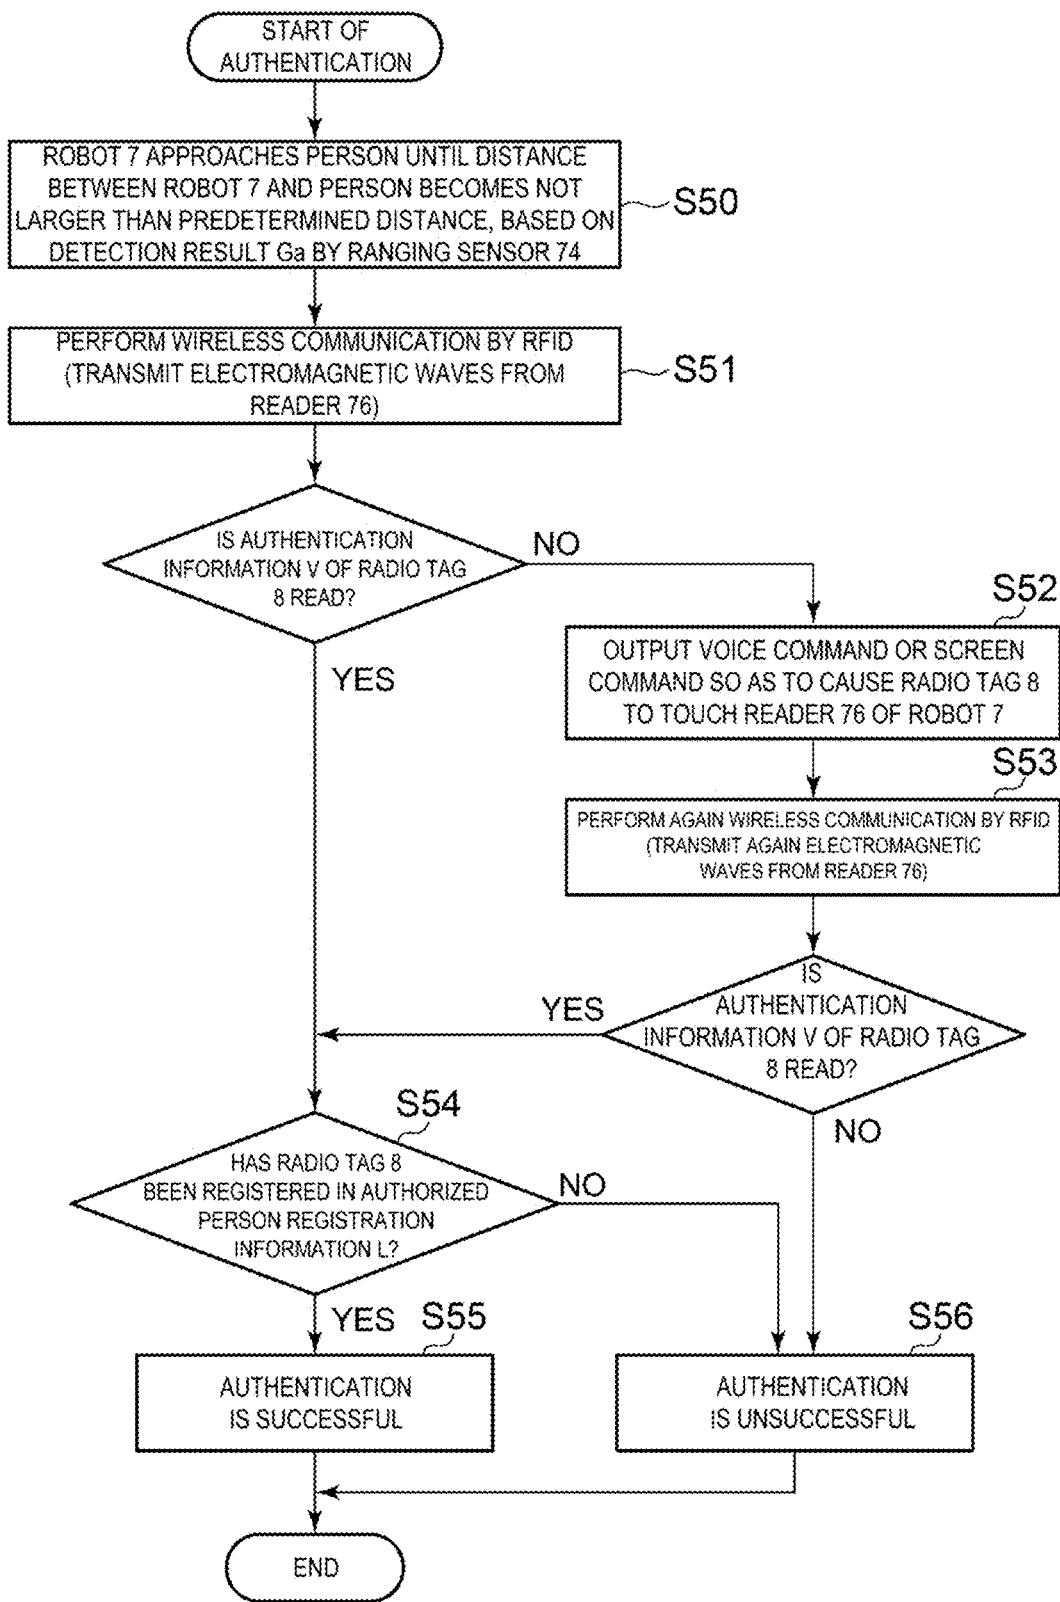 START OF
AUTHENTICATION
ROBOT 7 APPROACHES PERSON UNTIL DISTANCE
BETWEEN ROBOT 7 AND PERSON BECOMES NOT
LARGER THAN PREDETERMINED DISTANCE, BASED ON
DETECTION RESULT Ga BY RANGING SENSOR 74
S50
PERFORM WIRELESS COMMUNICATION BY RFID
(TRANSMIT ELECTROMAGNETIC WAVES FROM
READER 76)
S51
IS AUTHENTICATION
INFORMATION V OF RADIO TAG
8 READ?
NO
YES
S52
OUTPUT VOICE COMMAND OR SCREEN
COMMAND SO AS TO CAUSE RADIO TAG 8
TO TOUCH READER 76 OF ROBOT 7
S53
PERFORM AGAIN WIRELESS COMMUNICATION BY RFID
(TRANSMIT AGAIN ELECTROMAGNETIC
WAVES FROM READER 76)
IS
AUTHENTICATION
INFORMATION V OF RADIO TAG
8 READ?
YES
NO
S54
HAS RADIO TAG 8
BEEN REGISTERED IN AUTHORIZED
PERSON REGISTRATION
INFORMATION L?
NO
YES
S55
AUTHENTICATION
IS SUCCESSFUL
S56
AUTHENTICATION
IS UNSUCCESSFUL
END